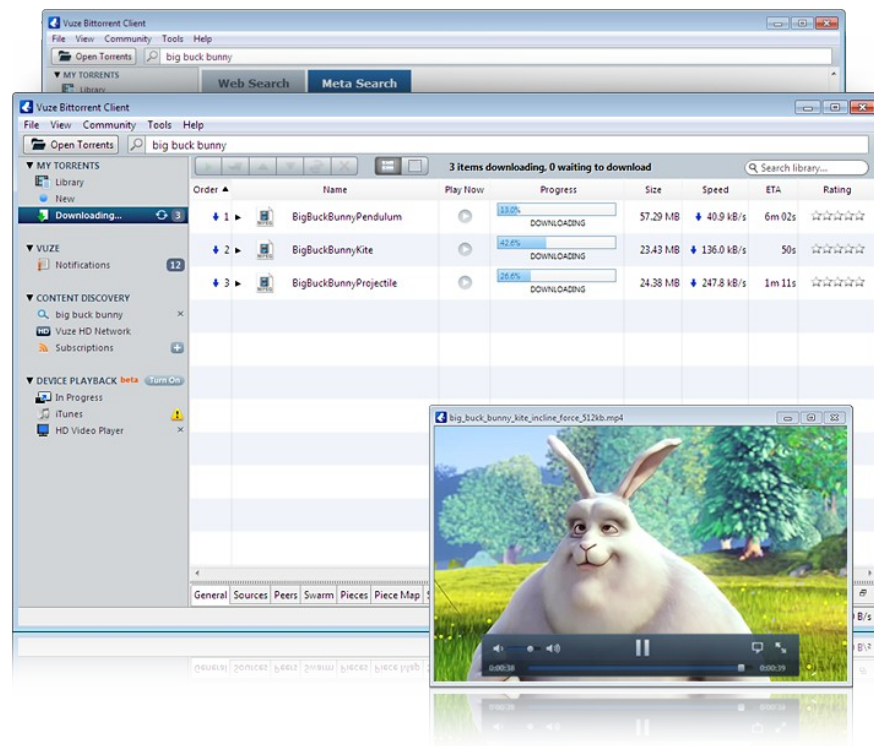 Vuze Bittorrent Client
File View Community Tools Help
Open Torrents big buck bunny
MY TORRENTS
Library
Web Search Meta Search
Vuze Bittorrent Client
File View Community Tools Help
Open Torrents big buck bunny
MY TORRENTS
Library
New
Downloading... 3
VUZE
Notifications 12
CONTENT DISCOVERY
big buck bunny
HD Vuze HD Network
Subscriptions
DEVICE PLAYBACK beta Turn On
In Progress
iTunes
HD Video Player
3 items downloading, 0 waiting to download Search library...
Order Name Play Now Progress Size Speed ETA Rating
1 BigBuckBunnyPendulum 13.0% DOWNLOADING 57.29 MB 40.9 kB/s 6m 02s
2 BigBuckBunnyKite 42.6% DOWNLOADING 23.43 MB 136.0 kB/s 50s
3 BigBuckBunnyProjectile 26.6% DOWNLOADING 24.38 MB 247.8 kB/s 1m 11s
big_buck_bunny_kite_incline_force_512kb.mp4
0:00:38 0:00:39
General Sources Peers Swarm Pieces Piece Map
B/s